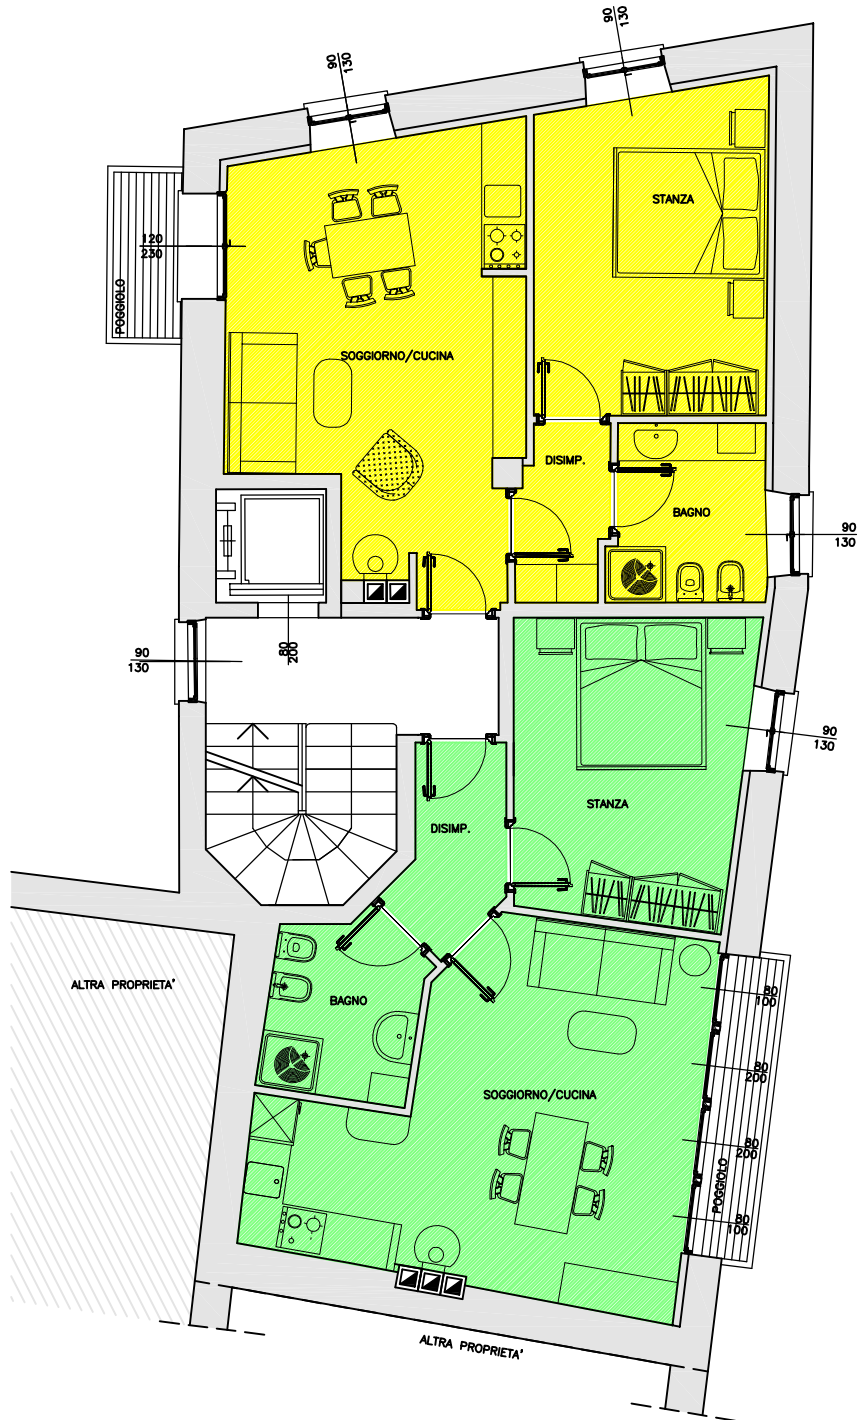 90
130
90
130
STANZA
120
230
POGGIOLO
SOGGIORNO/CUCINA
DISIMP.
BAGNO
90
130
80
200
90
130
90
130
STANZA
DISIMP.
ALTRA PROPRIETA'
BAGNO
80
100
80
200
SOGGIORNO/CUCINA
80
200
POGGIOLO
80
100
ALTRA PROPRIETA'